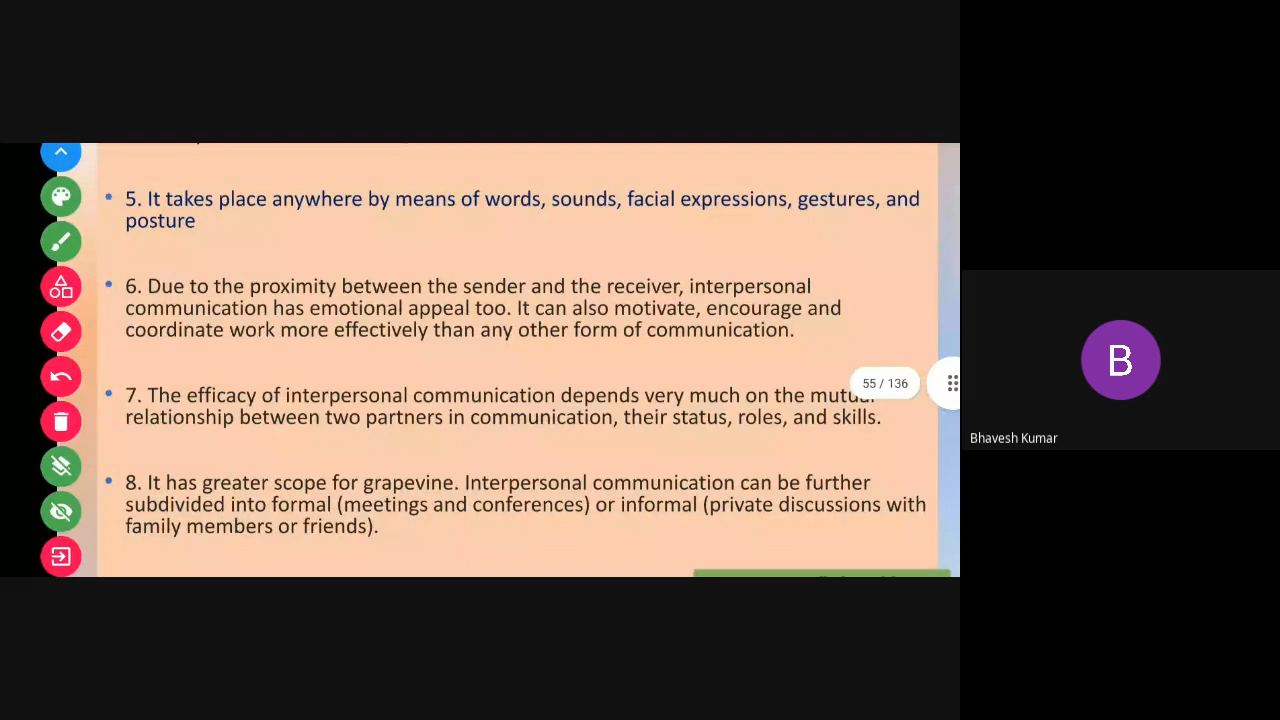 • 5. It takes place anywhere by means of words, sounds, facial expressions, gestures, and
posture
• 6. Due to the proximity between the sender and the receiver, interpersonal
communication has emotional appeal too. It can also motivate, encourage and
coordinate work more effectively than any other form of communication.
55 / 136
• 7. The efficacy of interpersonal communication depends very much on the mutual
relationship between two partners in communication, their status, roles, and skills.
• 8. It has greater scope for grapevine. Interpersonal communication can be further
subdivided into formal (meetings and conferences) or informal (private discussions with
family members or friends).
B
Bhavesh Kumar